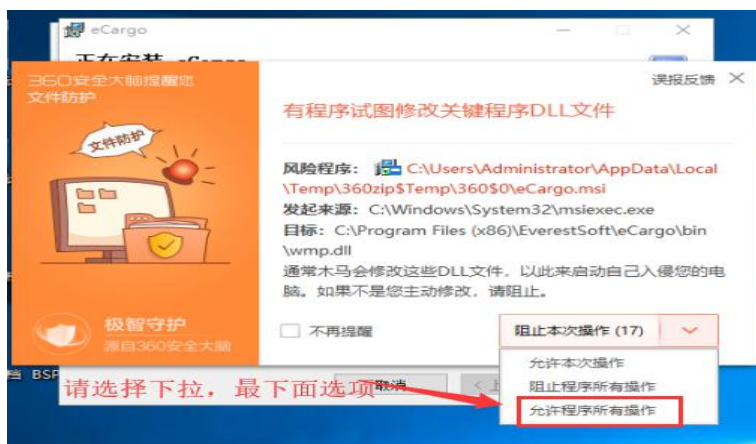 eCargo
正在安装 eCargo
360安全大脑提醒您
文件防护
误报反馈
有程序试图修改关键程序DLL文件
文件防护
风险程序： C:\Users\Administrator\AppData\Local
\Temp\360zip$Temp\360$0\eCargo.msi
发起来源：C:\Windows\System32\msiexec.exe
目标：C:\Program Files (x86)\EverestSoft\eCargo\bin
\wmp.dll
通常木马会修改这些DLL文件，以此来启动自己入侵您的电
脑。如果不是您主动修改，请阻止。
极智守护
源自360安全大脑
不再提醒
阻止本次操作 (17)
允许本次操作
阻止程序所有操作
允许程序所有操作
BSP
请选择下拉，最下面选项
取消